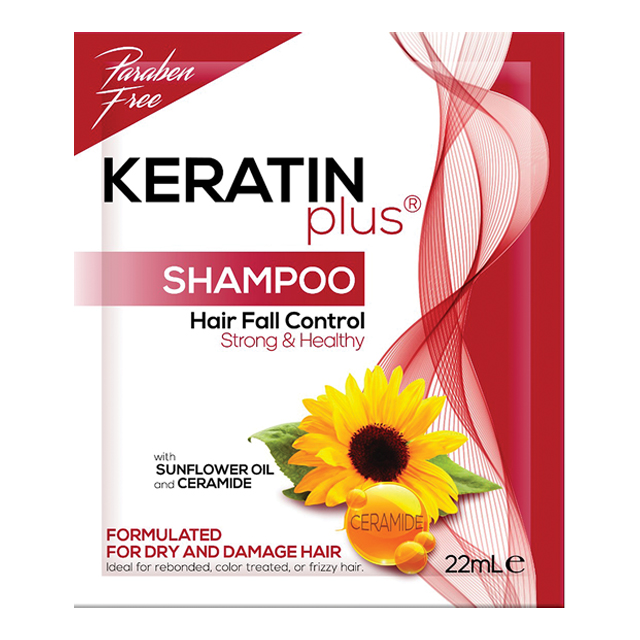 Paraben
Free
KERATIN
plus®
SHAMPOO
Hair Fall Control
Strong & Healthy
with
SUNFLOWER OIL
and CERAMIDE
CERAMIDE
FORMULATED
FOR DRY AND DAMAGE HAIR
Ideal for rebonded, color treated, or frizzy hair.
22mL℮